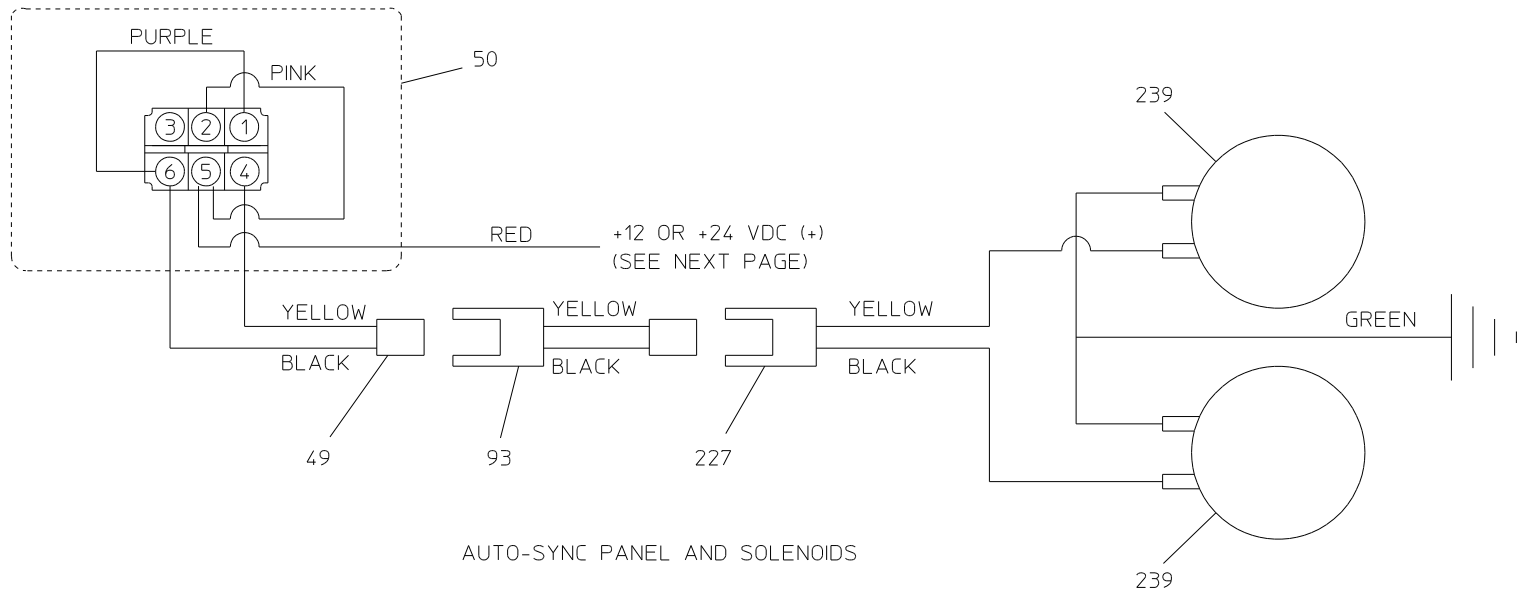 PURPLE
PINK
50
3 2 1
6 5 4
239
RED
+12 OR +24 VDC (+)
(SEE NEXT PAGE)
YELLOW
YELLOW
YELLOW
GREEN
BLACK
BLACK
BLACK
49
93
227
AUTO-SYNC PANEL AND SOLENOIDS
239